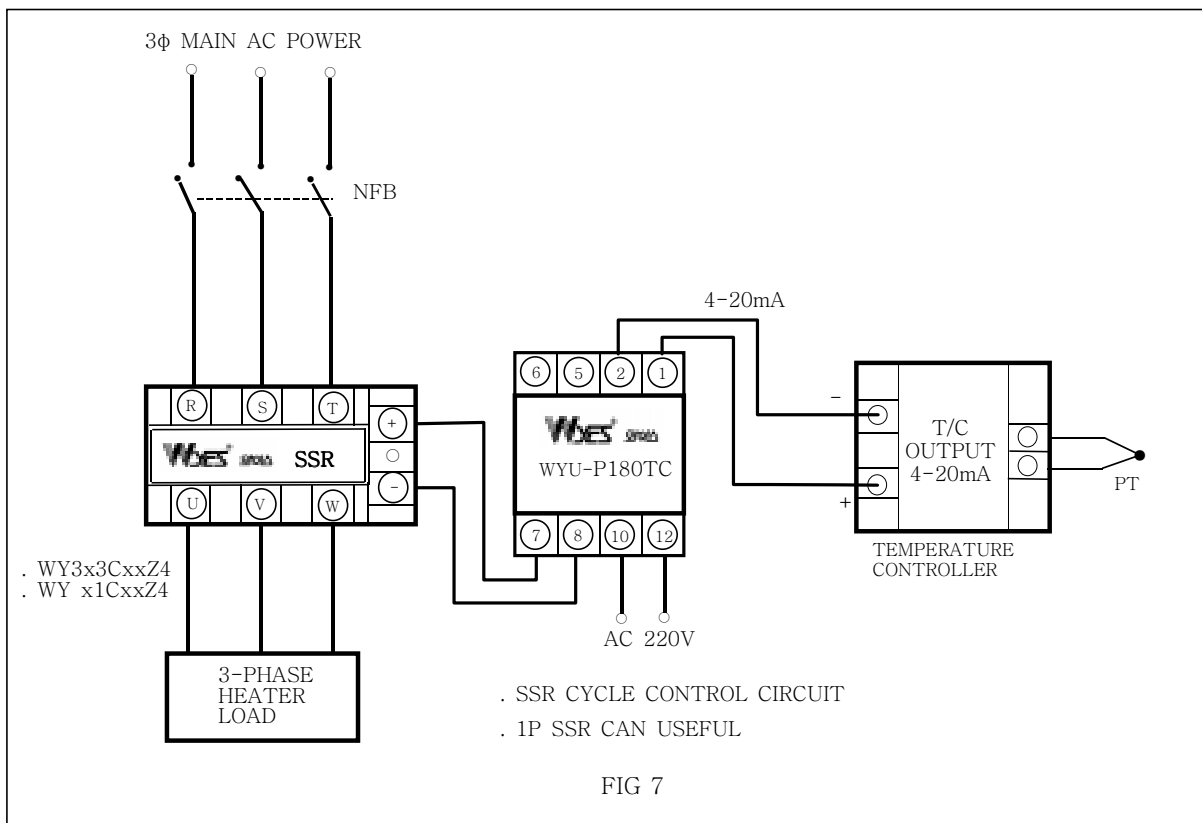 3φ MAIN AC POWER
NFB
4-20mA
6 5 2 1
R S T +
SSR
-
U V W
WYU-P180TC
7 8 10 12
-
T/C
OUTPUT
4-20mA
+
PT
TEMPERATURE
CONTROLLER
. WY3x3CxxZ4
. WY x1CxxZ4
AC 220V
3-PHASE
HEATER
LOAD
. SSR CYCLE CONTROL CIRCUIT
. 1P SSR CAN USEFUL
FIG 7